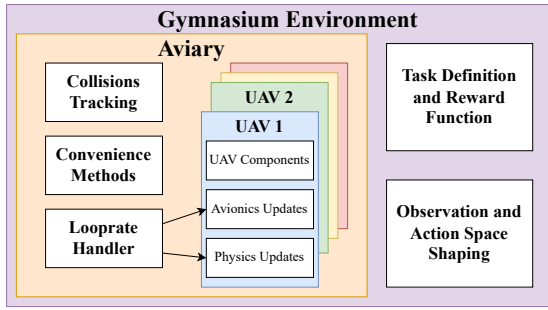 Gymnasium Environment
Aviary
Collisions
Tracking
Convenience
Methods
Looprate
Handler
UAV 2
UAV 1
UAV Components
Avionics Updates
Physics Updates
Task Definition
and Reward
Function
Observation and
Action Space
Shaping